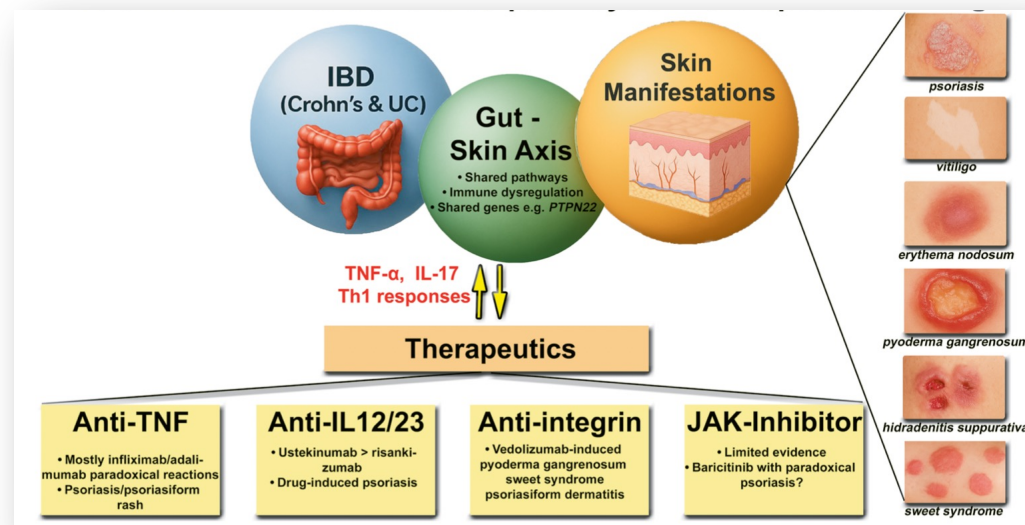 IBD
(Crohn's & UC)
Gut -
Skin Axis
• Shared pathways
• Immune dysregulation
• Shared genes e.g. PTPN22
Skin
Manifestations
psoriasis
vitiligo
erythema nodosum
pyoderma gangrenosum
hidradenitis suppurativa
sweet syndrome
TNF-α, IL-17
Th1 responses
Therapeutics
Anti-TNF
• Mostly infliximab/adali-
mumab paradoxical reactions
• Psoriasis/psoriasiform
rash
Anti-IL12/23
• Ustekinumab > risanki-
zumab
• Drug-induced psoriasis
Anti-integrin
• Vedolizumab-induced
pyoderma gangrenosum
sweet syndrome
psoriasiform dermatitis
JAK-Inhibitor
• Limited evidence
• Baricitinib with paradoxical
psoriasis?